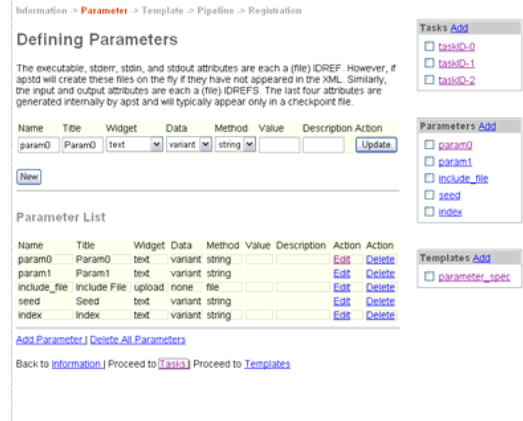 Information -> Parameter -> Template -> Pipeline -> Registration
Defining Parameters
The executable, stderr, stdin, and stdout attributes are each a (file) IDREF. However, if
apstd will create these files on the fly if they have not appeared in the XML. Similarly,
the input and output attributes are each a (file) IDREFS. The last four attributes are
generated internally by apst and will typically appear only in a checkpoint file.
Name Title Widget Data Method Value Description Action
param0 Param0 text variant string Update
New
Parameter List
Name Title Widget Data Method Value Description Action Action
param0 Param0 text variant string Edit Delete
param1 Param1 text variant string Edit Delete
include_file Include File upload none file Edit Delete
seed Seed text variant string Edit Delete
index Index text variant string Edit Delete
Add Parameter | Delete All Parameters
Back to Information | Proceed to Tasks | Proceed to Templates
Tasks Add
taskID-0
taskID-1
taskID-2
Parameters Add
param0
param1
include_file
seed
index
Templates Add
parameter_spec